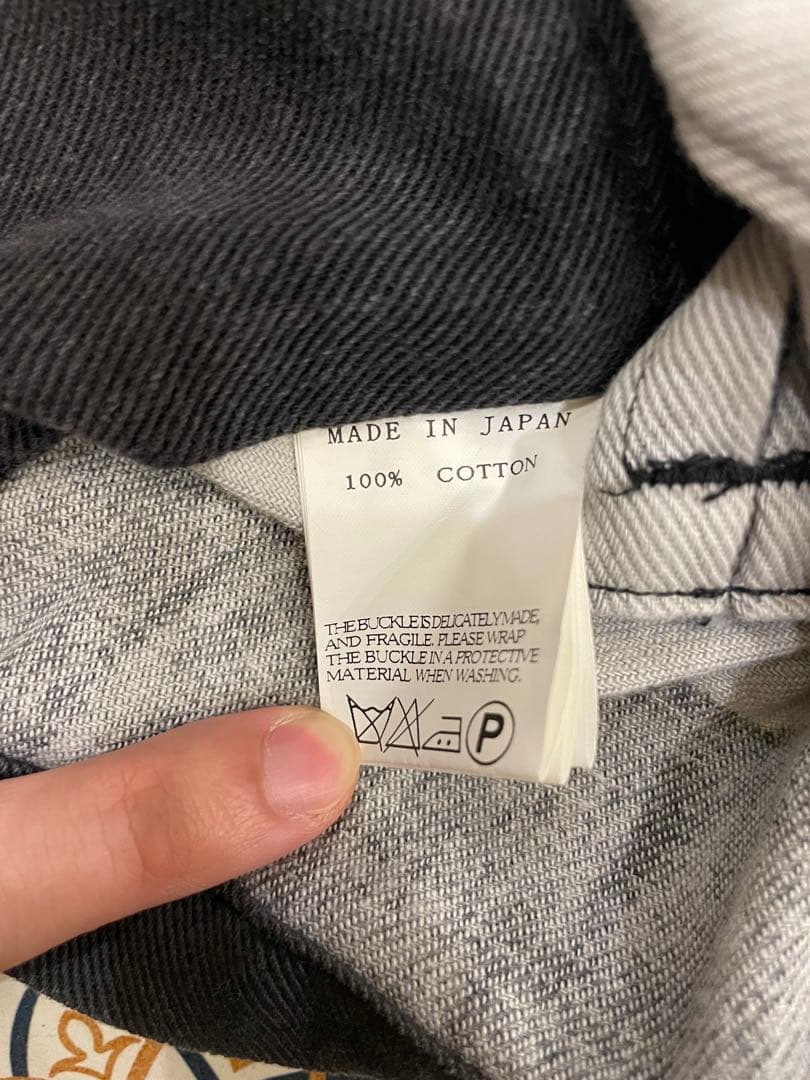 MADE IN JAPAN
100% COTTON
THE BUCKLE IS DELICATELY MADE,
AND FRAGILE. PLEASE WRAP
THE BUCKLE IN A PROTECTIVE
MATERIAL WHEN WASHING.
P